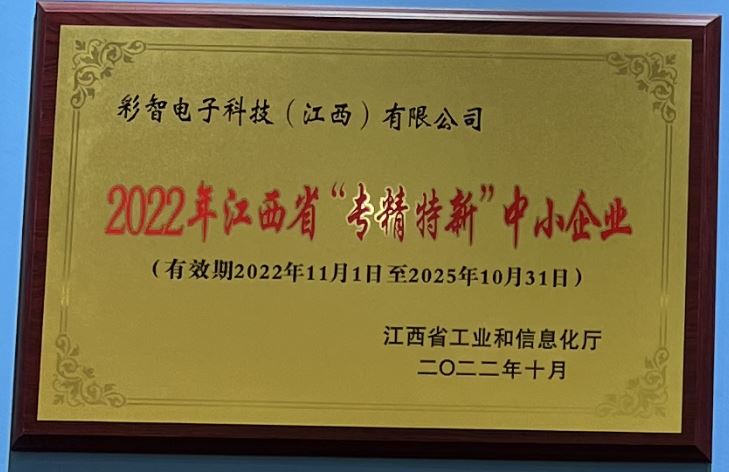 彩智电子科技（江西）有限公司
2022年江西省“专精特新”中小企业
（有效期2022年11月1日至2025年10月31日）
江西省工业和信息化厅
二〇二二年十月